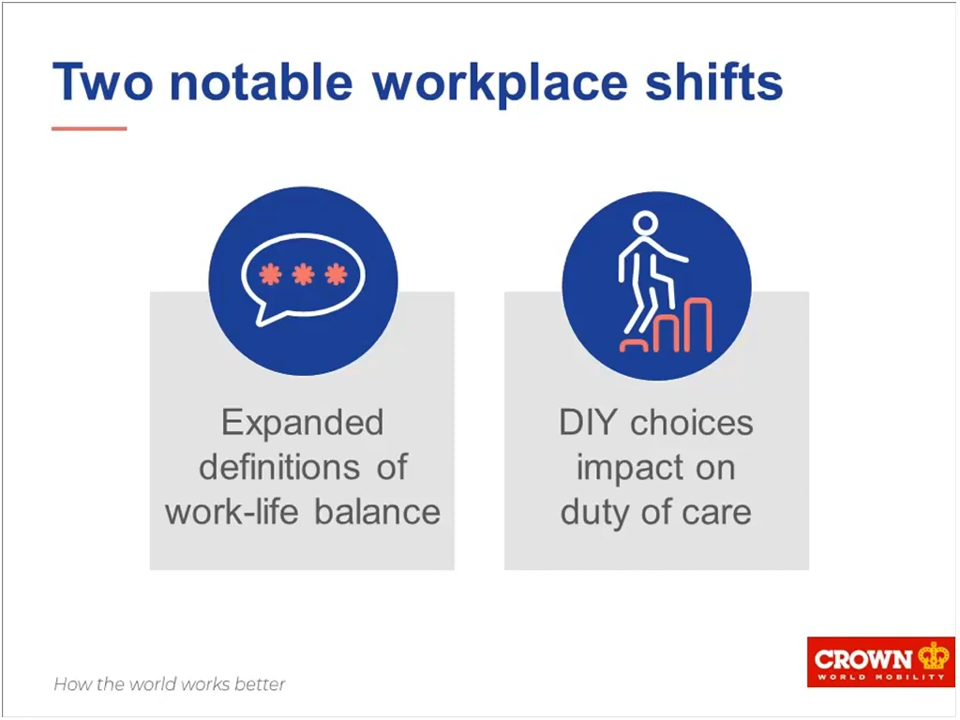 Two notable workplace shifts
Expanded
definitions of
work-life balance
DIY choices
impact on
duty of care
How the world works better
CROWN
WORLD MOBILITY